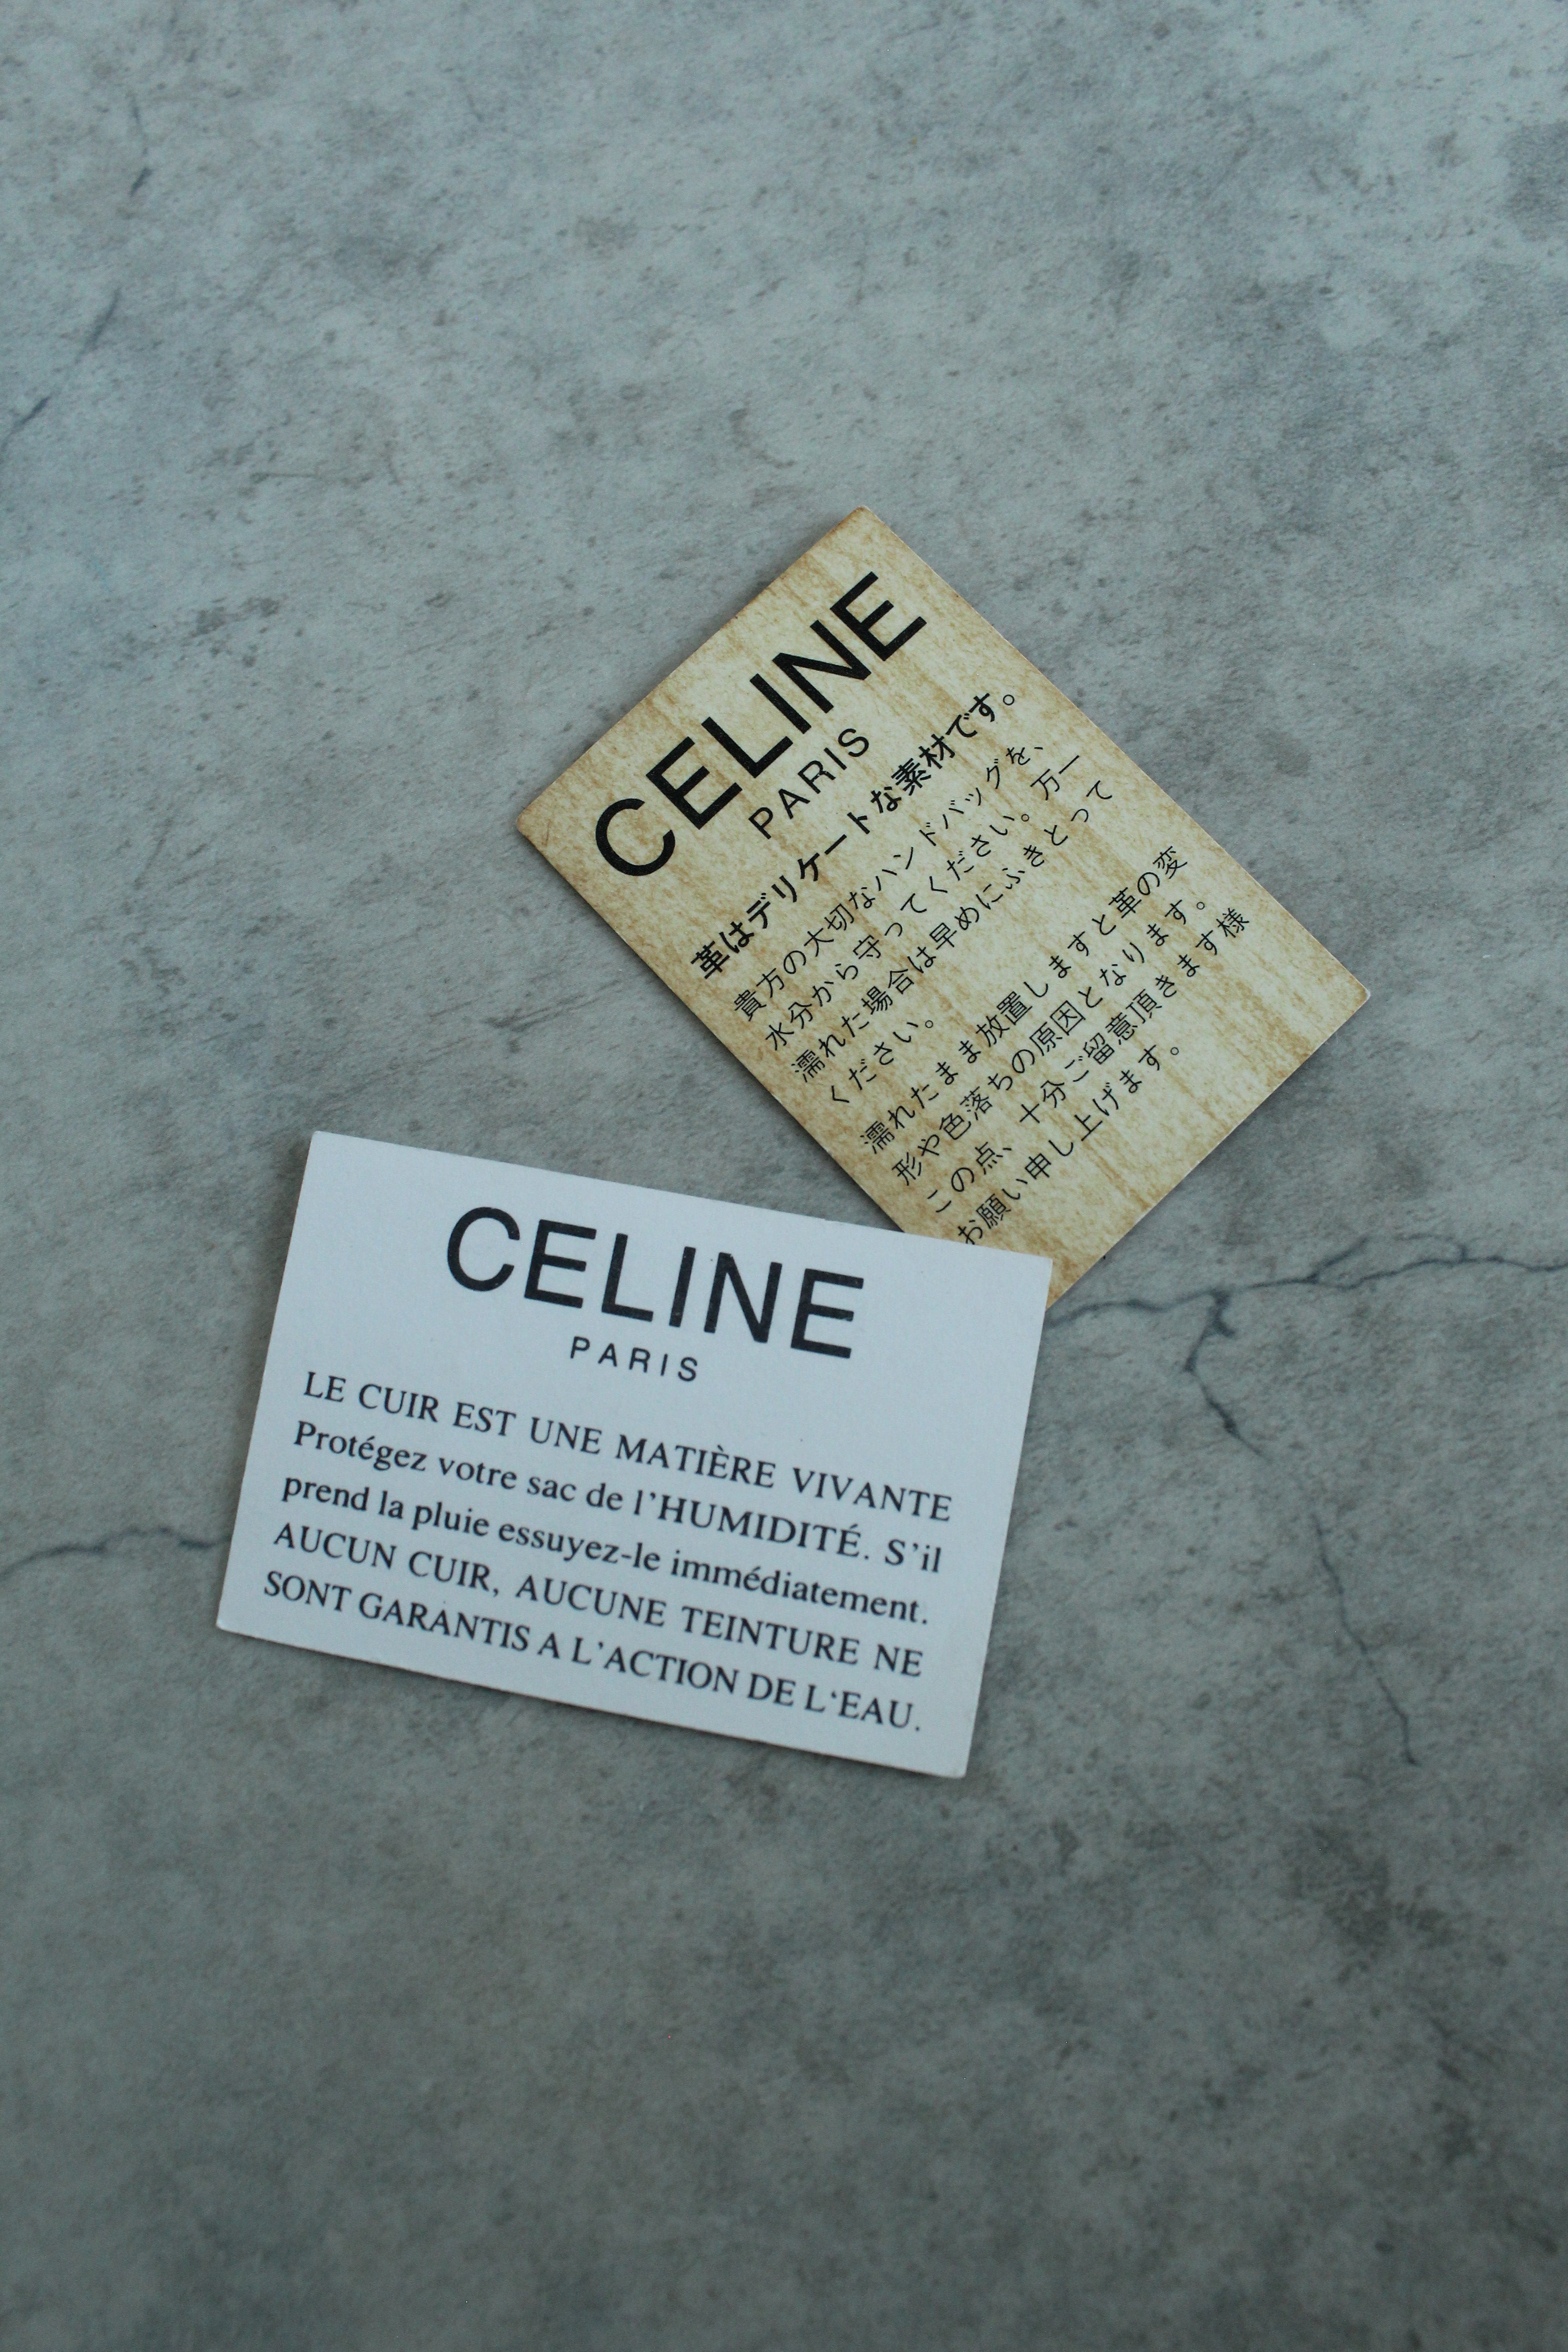 CELINE
PARIS
革はデリケートな素材です。
貴方の大切なハンドバッグを、
水分から守ってください。万一
濡れた場合は早めにふきとって
ください。
濡れたまま放置しますと革の変
形や色落ちの原因となります。
この点、十分ご留意頂きます様
お願い申し上げます。
CELINE
PARIS
LE CUIR EST UNE MATIÈRE VIVANTE
Protégez votre sac de l'HUMIDITÉ. S'il
prend la pluie essuyez-le immédiatement.
AUCUN CUIR, AUCUNE TEINTURE NE
SONT GARANTIS A L'ACTION DE L'EAU.